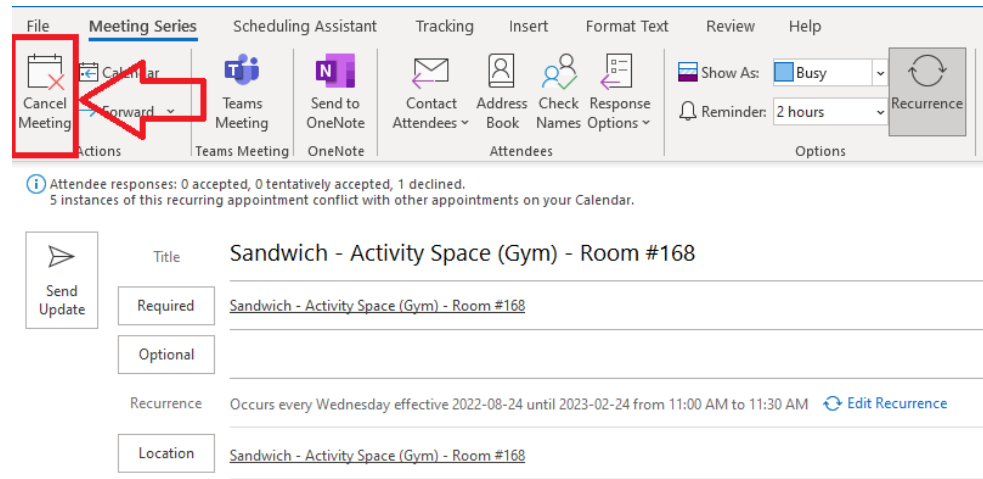 File Meeting Series Scheduling Assistant Tracking Insert Format Text Review Help
Cancel Meeting
Calendar
Forward
Teams Meeting
Send to OneNote
Contact Attendees
Address Book
Check Names
Response Options
Show As: Busy
Reminder: 2 hours
Recurrence
Actions Teams Meeting OneNote Attendees Options
Attendee responses: 0 accepted, 0 tentatively accepted, 1 declined.
5 instances of this recurring appointment conflict with other appointments on your Calendar.
Send Update
Title Sandwich - Activity Space (Gym) - Room #168
Required Sandwich - Activity Space (Gym) - Room #168
Optional
Recurrence Occurs every Wednesday effective 2022-08-24 until 2023-02-24 from 11:00 AM to 11:30 AM Edit Recurrence
Location Sandwich - Activity Space (Gym) - Room #168